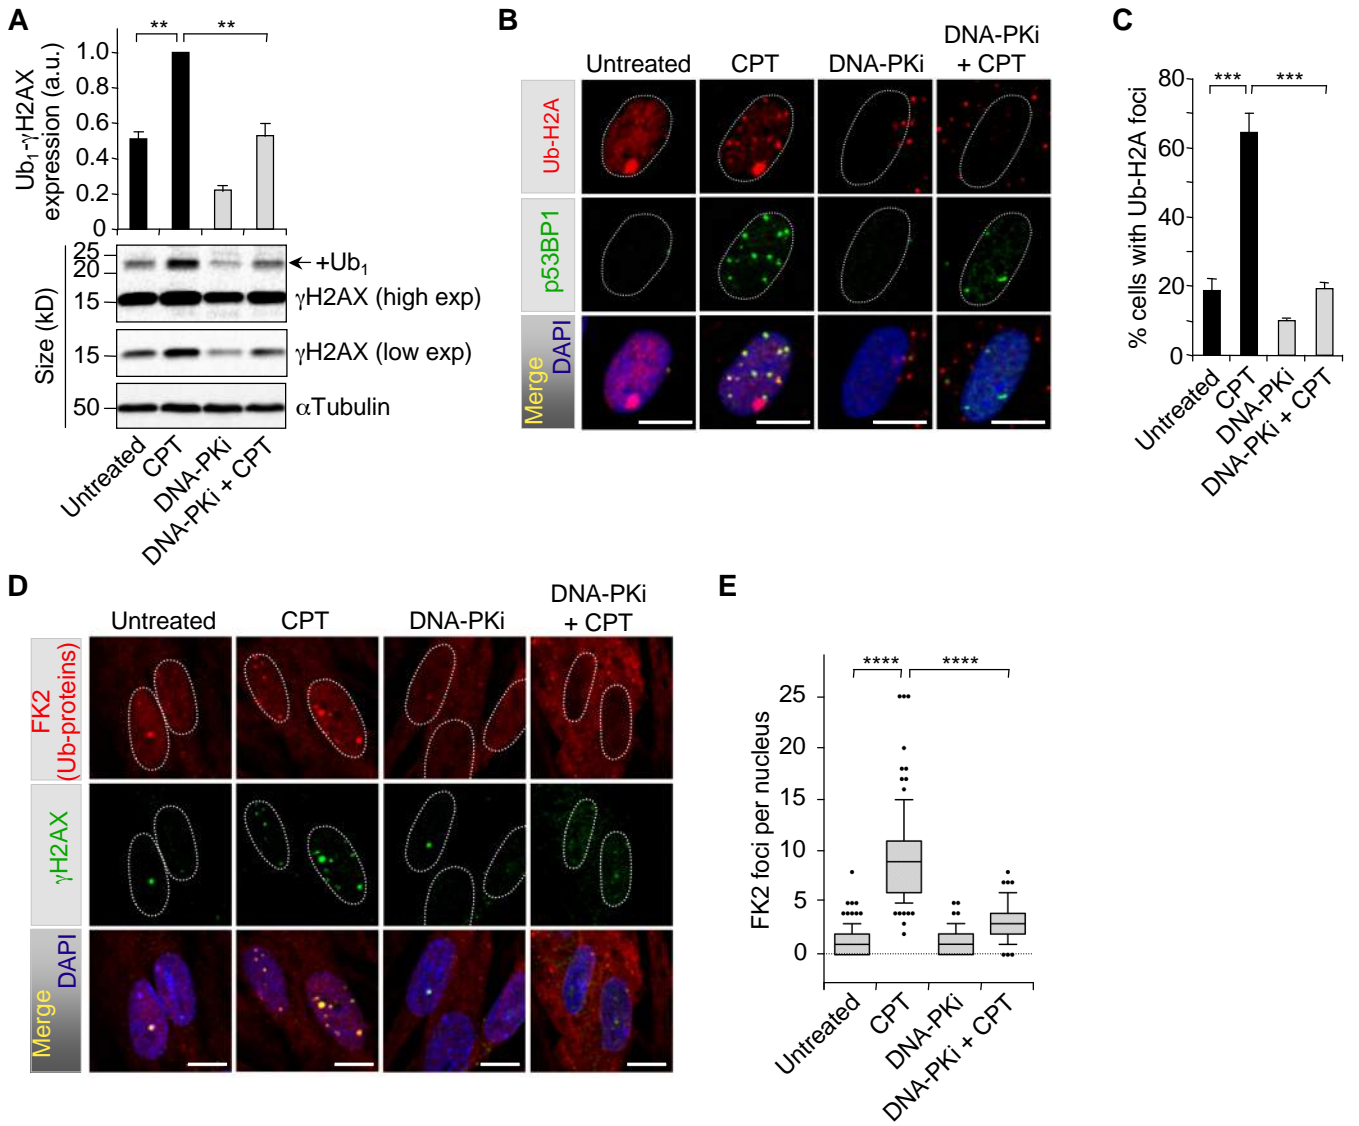 A
Ub₁-γH2AX
expression (a.u.)
1.0
0.8
0.6
0.4
0.2
0
** **
Size (kD)
25
20
15
15
50
+Ub₁
γH2AX (high exp)
γH2AX (low exp)
αTubulin
Untreated
CPT
DNA-PKi
DNA-PKi + CPT
B
Untreated
CPT
DNA-PKi
DNA-PKi
+ CPT
Ub-H2A
p53BP1
Merge
DAPI
C
% cells with Ub-H2A foci
80
60
40
20
0
*** ***
Untreated
CPT
DNA-PKi
DNA-PKi + CPT
D
Untreated
CPT
DNA-PKi
DNA-PKi
+ CPT
FK2
(Ub-proteins)
γH2AX
Merge
DAPI
E
FK2 foci per nucleus
25
20
15
10
5
0
**** ****
Untreated
CPT
DNA-PKi
DNA-PKi + CPT